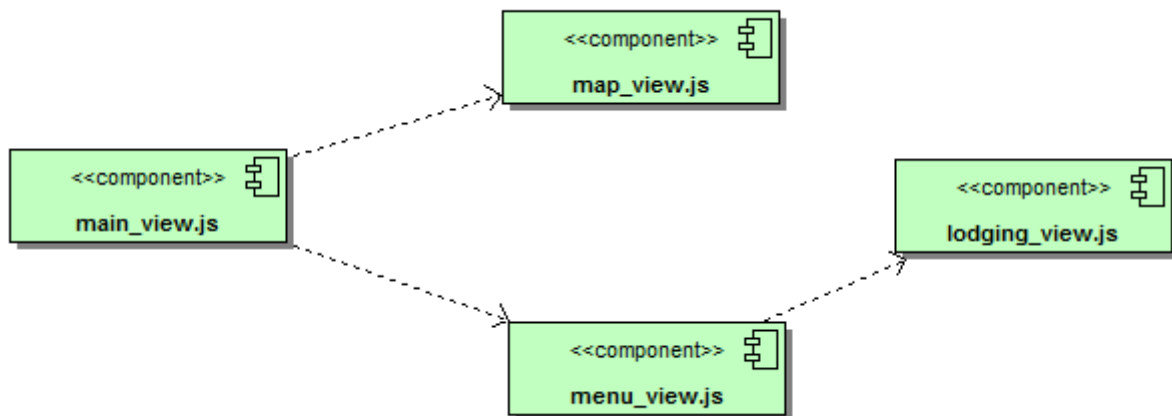 <<component>>
map_view.js
<<component>>
main_view.js
<<component>>
lodging_view.js
<<component>>
menu_view.js